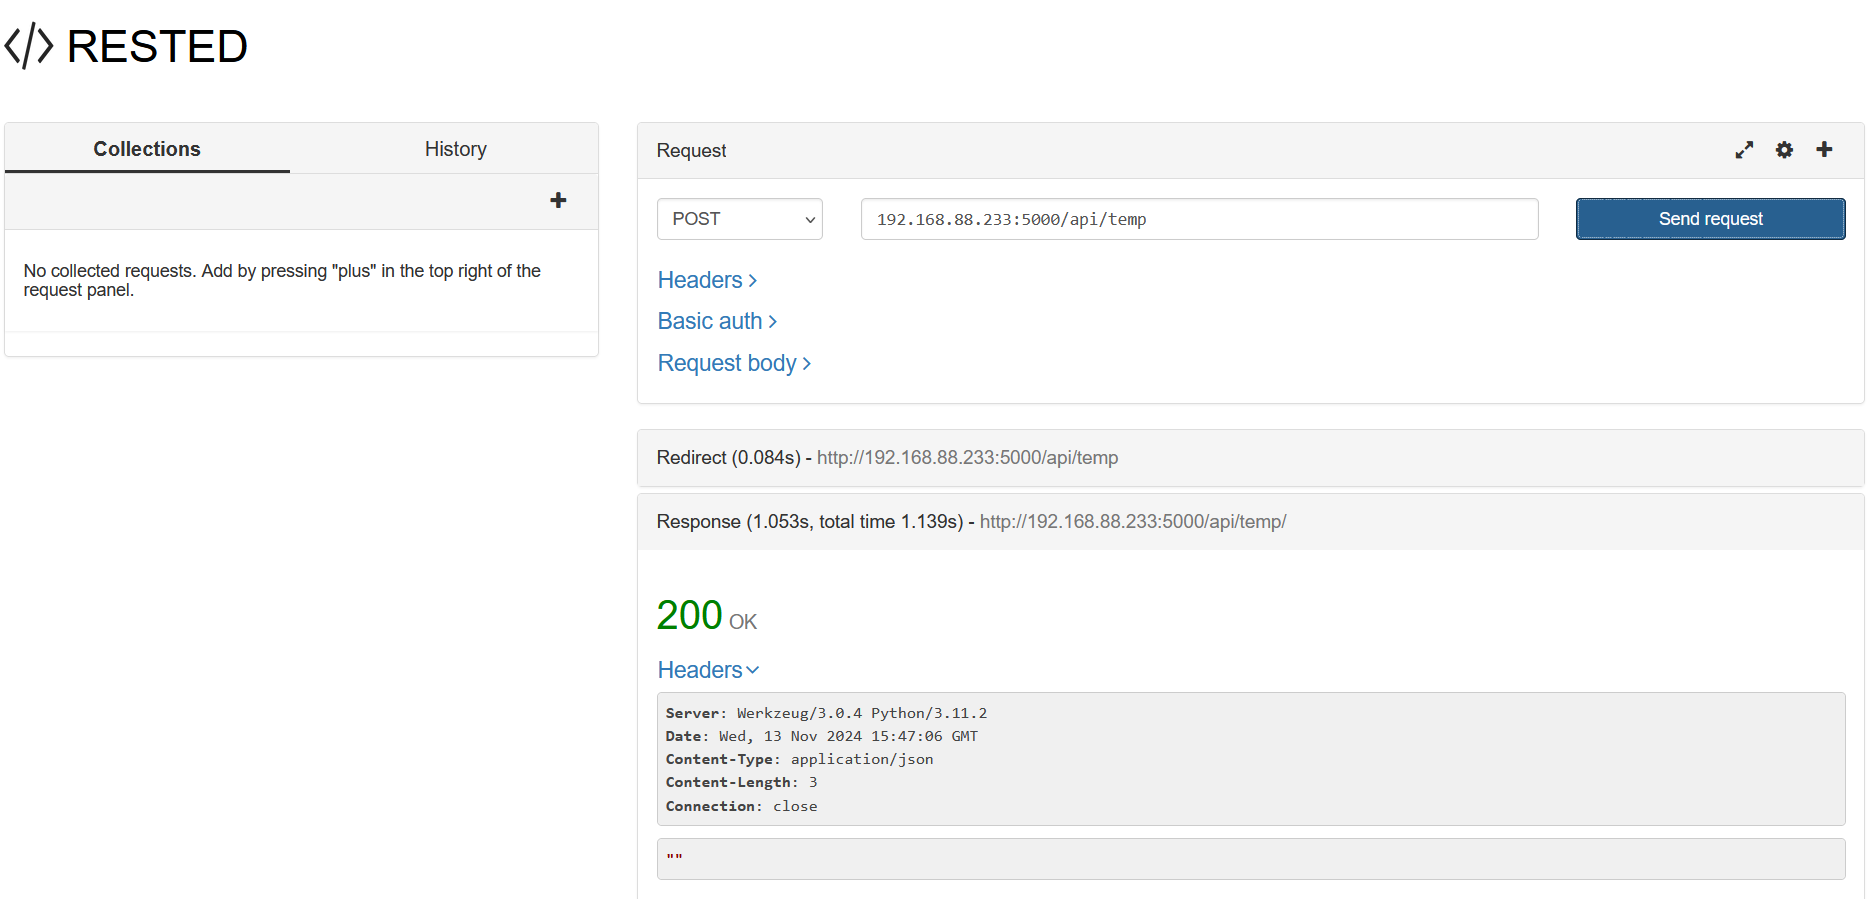 </> RESTED
Collections
History
No collected requests. Add by pressing "plus" in the top right of the
request panel.
Request
POST
192.168.88.233:5000/api/temp
Send request
Headers
Basic auth
Request body
Redirect (0.084s) - http://192.168.88.233:5000/api/temp
Response (1.053s, total time 1.139s) - http://192.168.88.233:5000/api/temp/
200 OK
Headers
Server: Werkzeug/3.0.4 Python/3.11.2
Date: Wed, 13 Nov 2024 15:47:06 GMT
Content-Type: application/json
Content-Length: 3
Connection: close
""